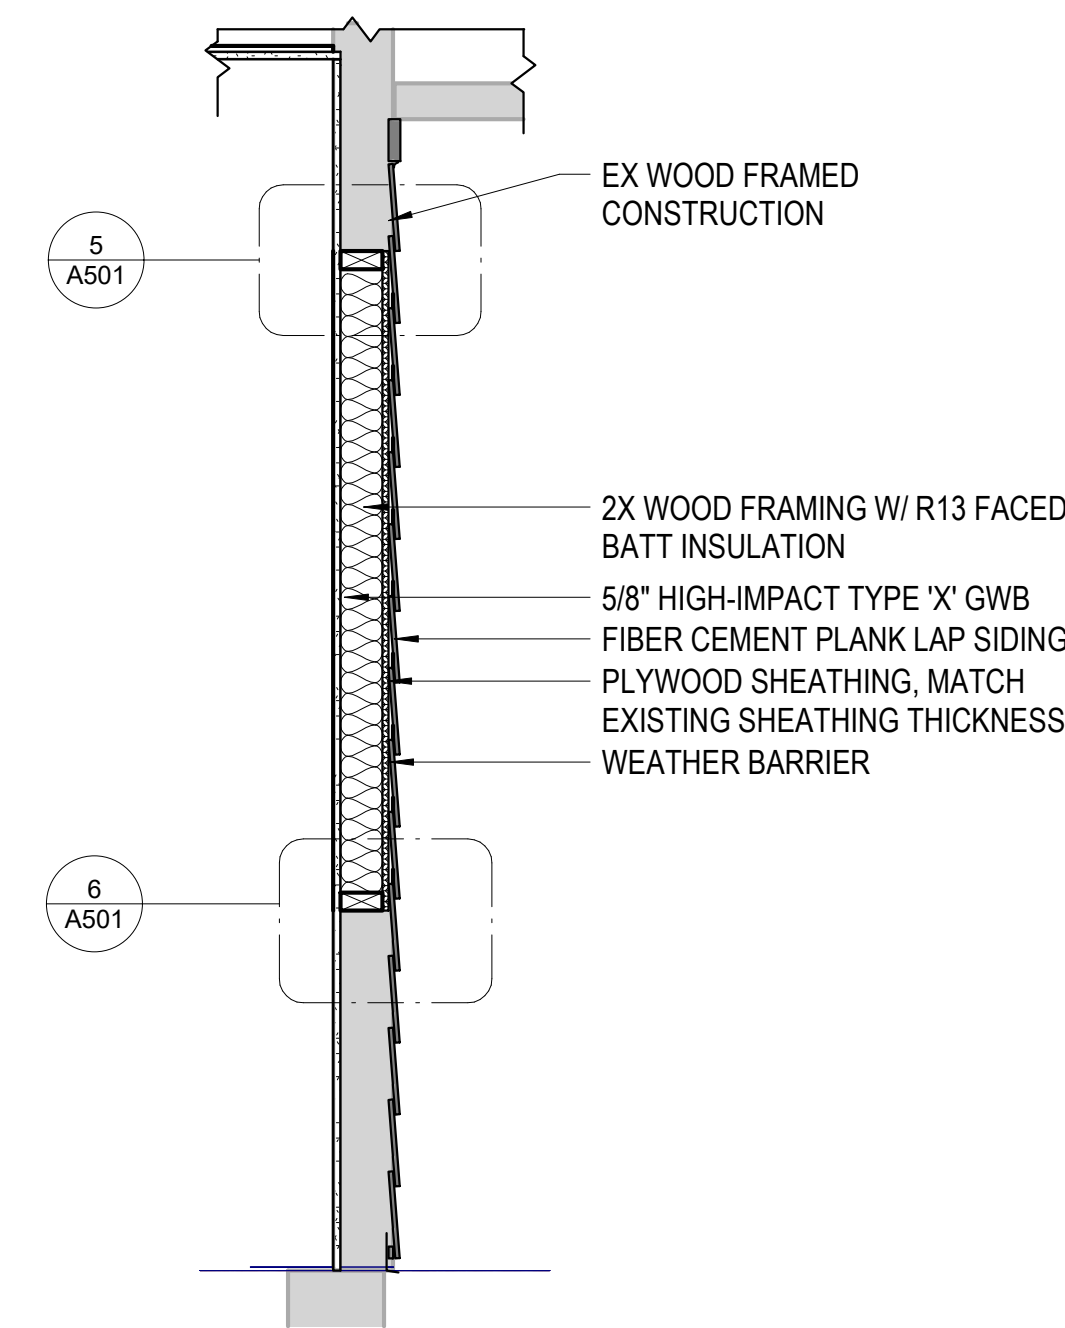 EX WOOD FRAMED
CONSTRUCTION
5
A501
2X WOOD FRAMING W/ R13 FACED
BATT INSULATION
5/8" HIGH-IMPACT TYPE 'X' GWB
FIBER CEMENT PLANK LAP SIDING
PLYWOOD SHEATHING, MATCH
EXISTING SHEATHING THICKNESS
WEATHER BARRIER
6
A501